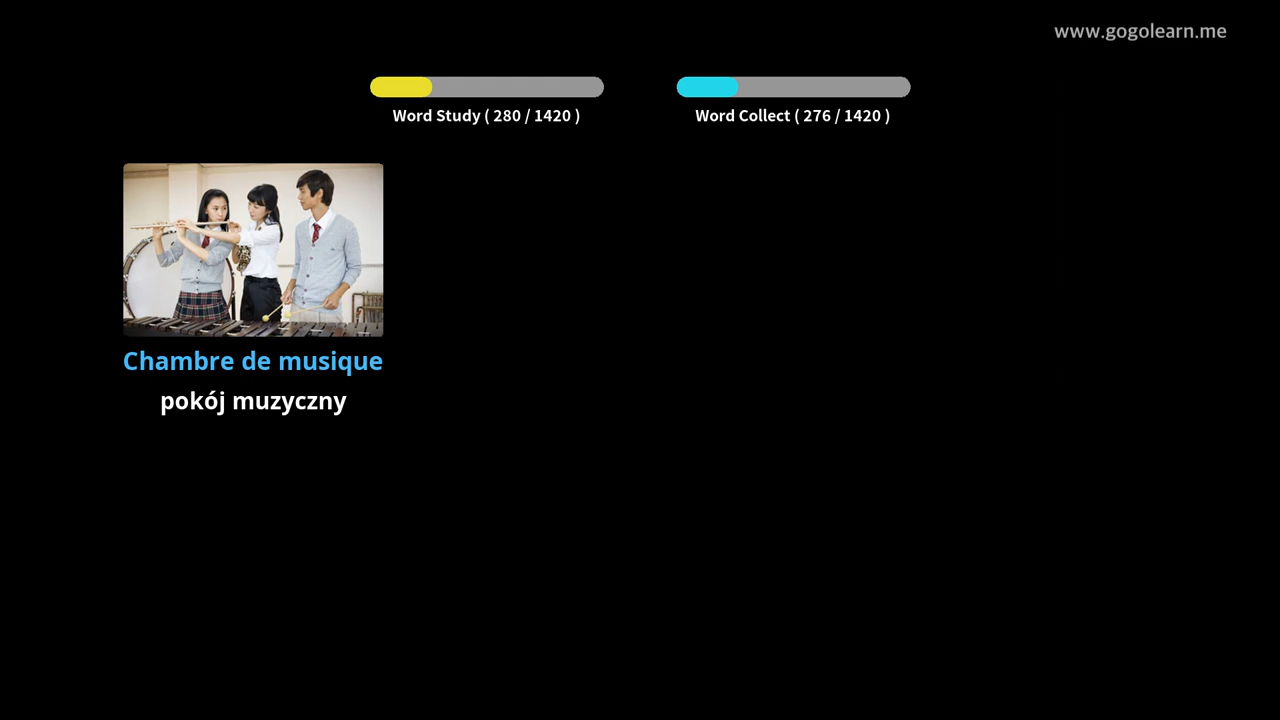 www.gogolearn.me
Word Study ( 280 / 1420 )
Word Collect ( 276 / 1420 )
Chambre de musique
pokój muzyczny